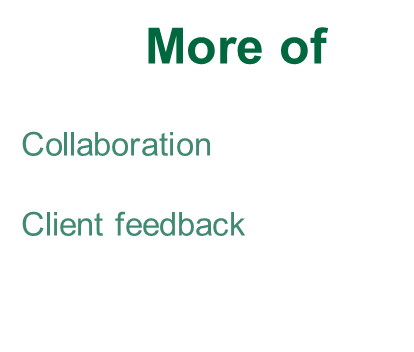 More of
Collaboration
Client feedback